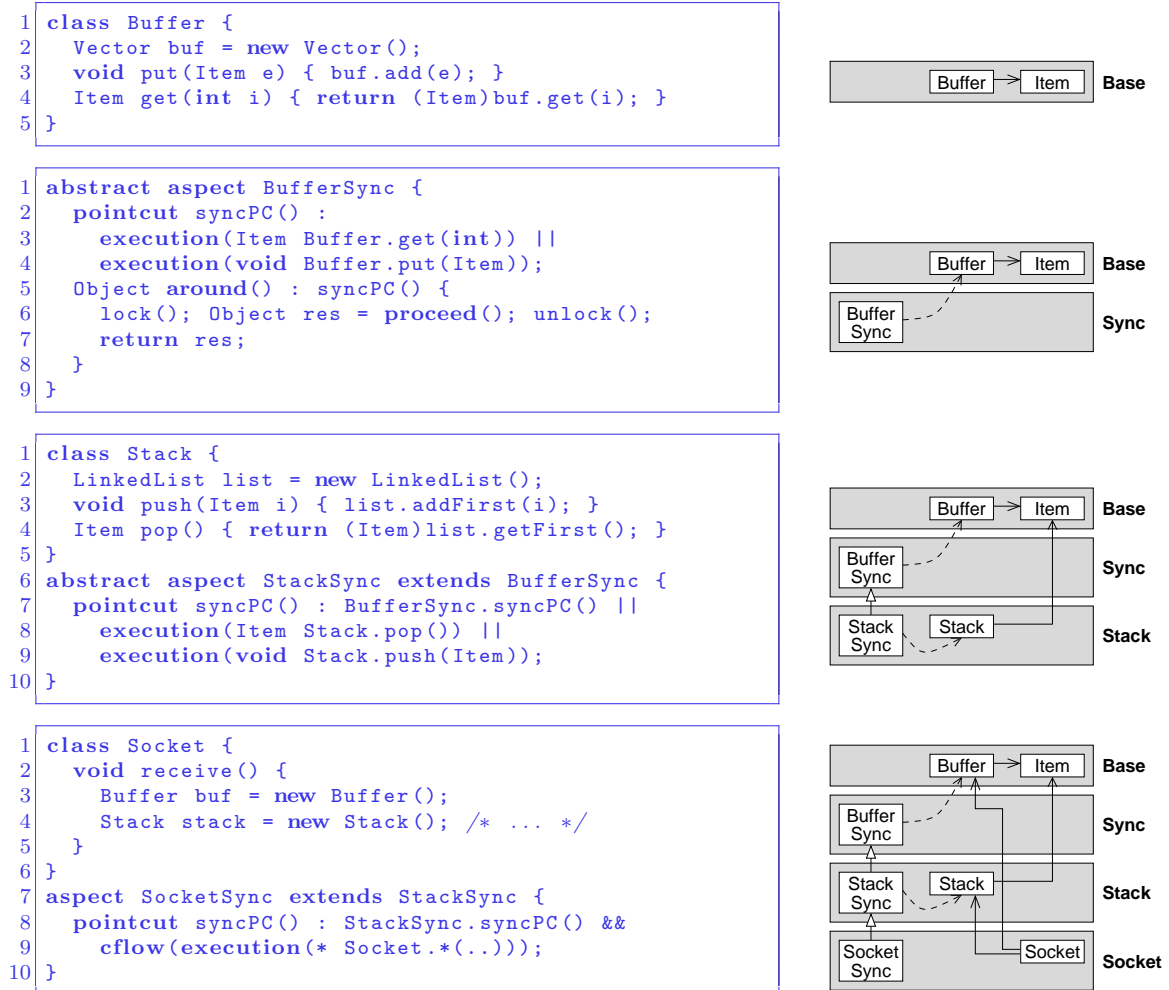 1 class Buffer {
2   Vector buf = new Vector();
3   void put(Item e) { buf.add(e); }
4   Item get(int i) { return (Item)buf.get(i); }
5 }
Buffer Item Base
1 abstract aspect BufferSync {
2   pointcut syncPC() :
3     execution(Item Buffer.get(int)) ||
4     execution(void Buffer.put(Item));
5   Object around() : syncPC() {
6     lock(); Object res = proceed(); unlock();
7     return res;
8   }
9 }
Buffer Item Base
Buffer
Sync
Sync
1 class Stack {
2   LinkedList list = new LinkedList();
3   void push(Item i) { list.addFirst(i); }
4   Item pop() { return (Item)list.getFirst(); }
5 }
6 abstract aspect StackSync extends BufferSync {
7   pointcut syncPC() : BufferSync.syncPC() ||
8     execution(Item Stack.pop()) ||
9     execution(void Stack.push(Item));
10 }
Buffer Item Base
Buffer
Sync
Sync
Stack
Sync
Stack
Stack
1 class Socket {
2   void receive() {
3     Buffer buf = new Buffer();
4     Stack stack = new Stack(); /* ... */
5   }
6 }
7 aspect SocketSync extends StackSync {
8   pointcut syncPC() : StackSync.syncPC() &&
9     cflow(execution(* Socket.*(..)));
10 }
Buffer Item Base
Buffer
Sync
Sync
Stack
Sync
Stack
Stack
Socket
Sync
Socket
Socket